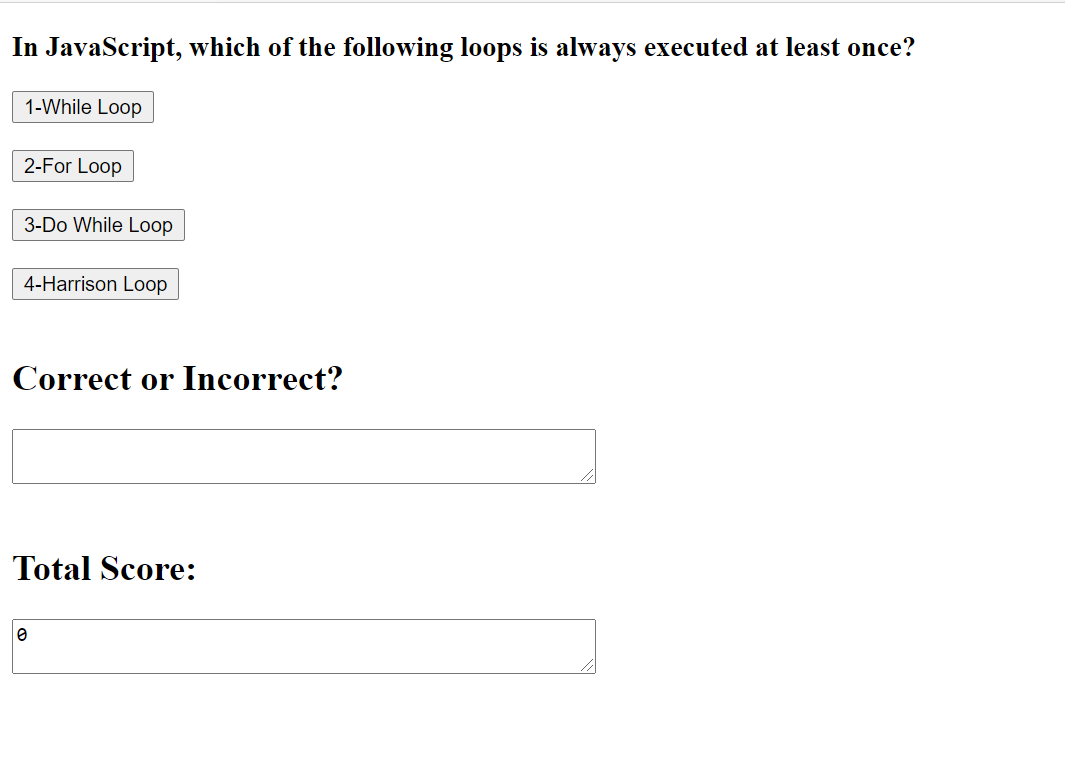 In JavaScript, which of the following loops is always executed at least once?
1-While Loop
2-For Loop
3-Do While Loop
4-Harrison Loop
Correct or Incorrect?
Total Score:
0